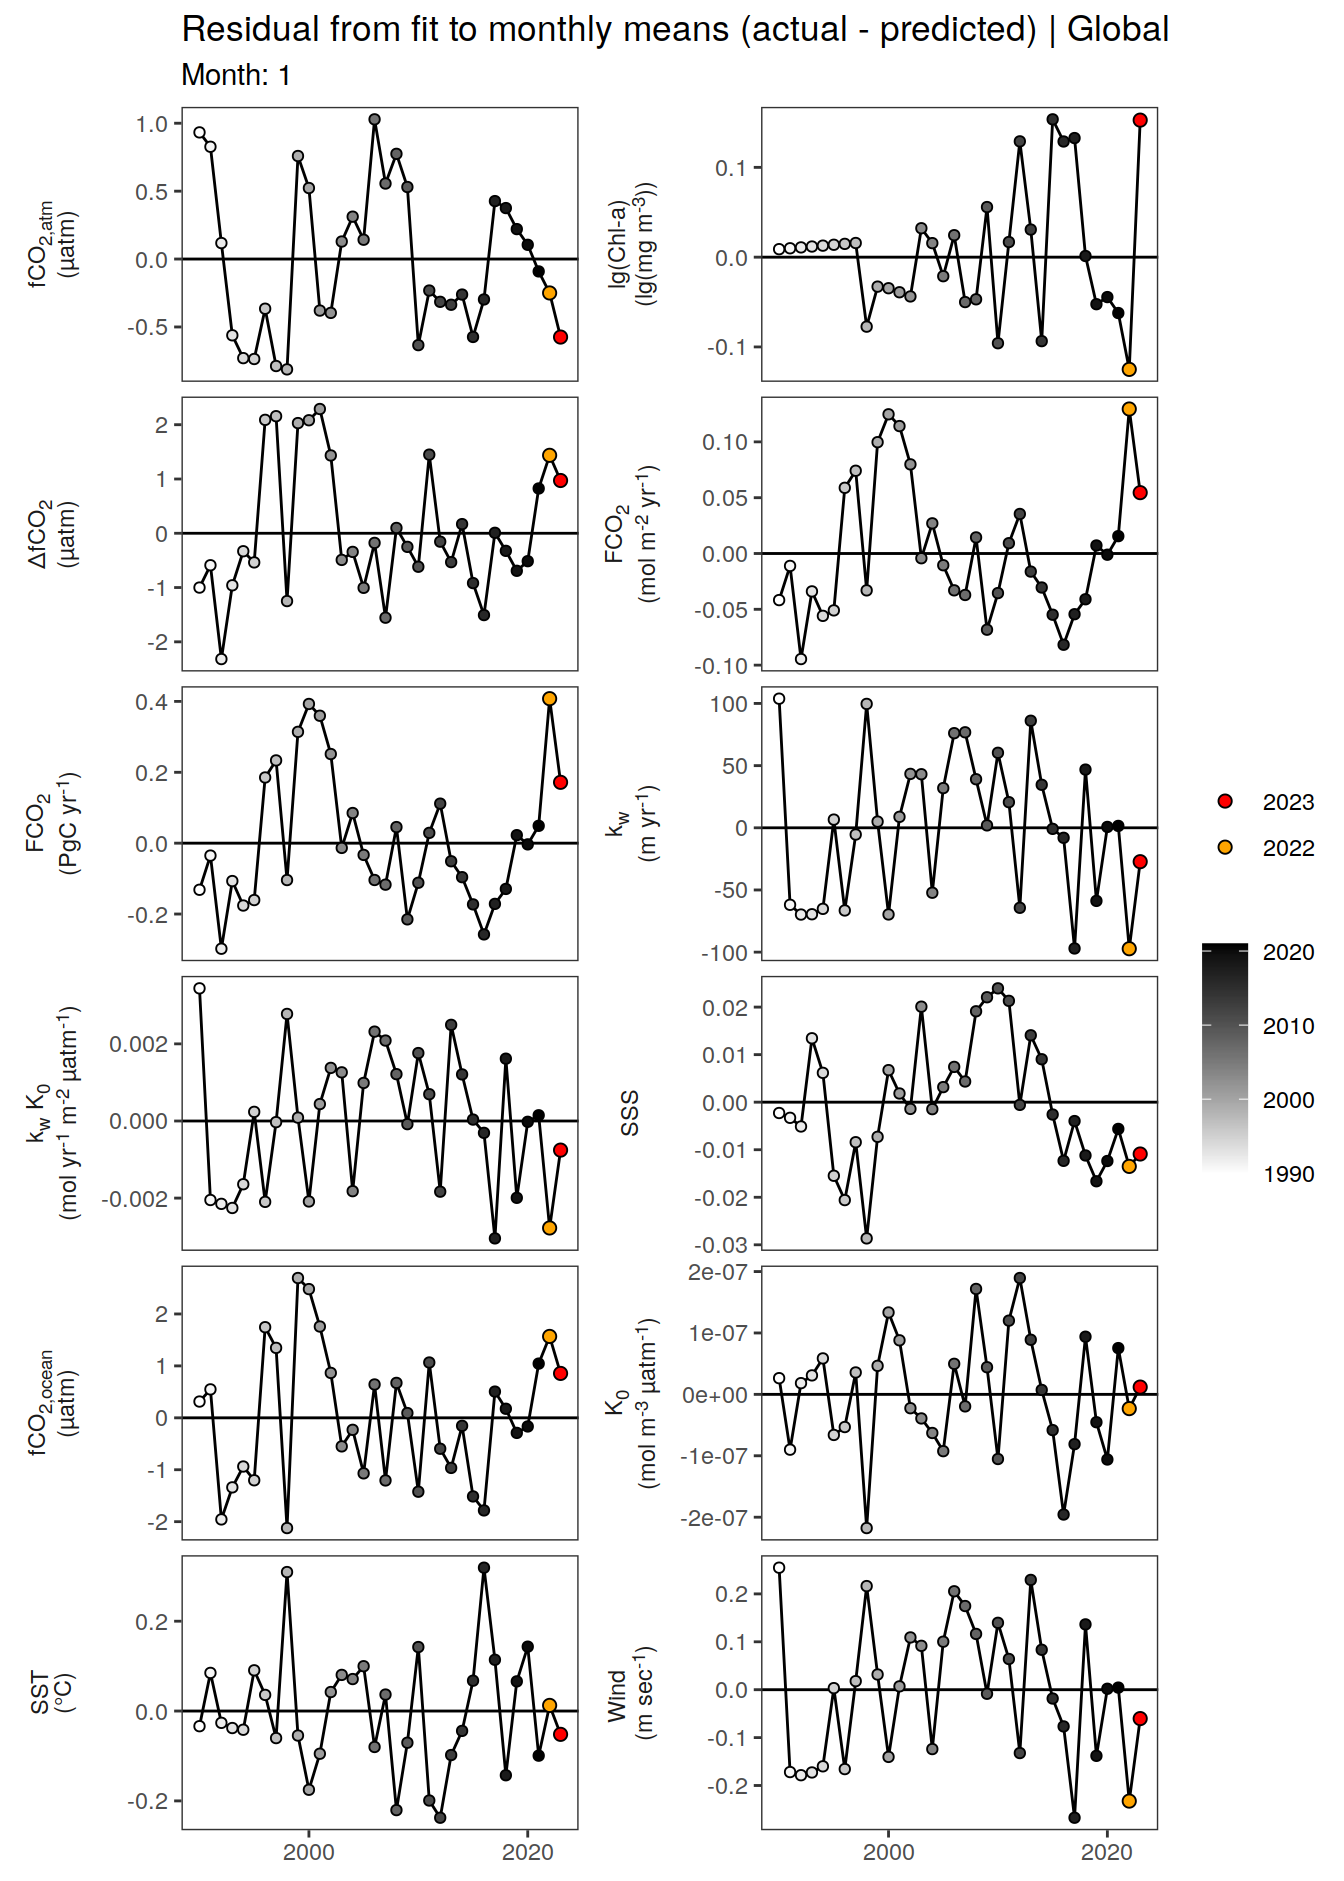 Residual from fit to monthly means (actual - predicted) | Global
Month: 1
fCO2,atm
(µatm)
1.0
0.5
0.0
-0.5
lg(Chl-a)
(lg(mg m-3))
0.1
0.0
-0.1
ΔfCO2
(µatm)
2
1
0
-1
-2
FCO2
(mol m-2 yr-1)
0.10
0.05
0.00
-0.05
-0.10
FCO2
(PgC yr-1)
0.4
0.2
0.0
-0.2
kw
(m yr-1)
100
50
0
-50
-100
kw K0
(mol yr-1 m-2 µatm-1)
0.002
0.000
-0.002
SSS
0.02
0.01
0.00
-0.01
-0.02
-0.03
fCO2,ocean
(µatm)
2
1
0
-1
-2
K0
(mol m-3 µatm-1)
2e-07
1e-07
0e+00
-1e-07
-2e-07
SST
(°C)
0.2
0.0
-0.2
2000
2020
Wind
(m sec-1)
0.2
0.1
0.0
-0.1
-0.2
2000
2020
2023
2022
2020
2010
2000
1990